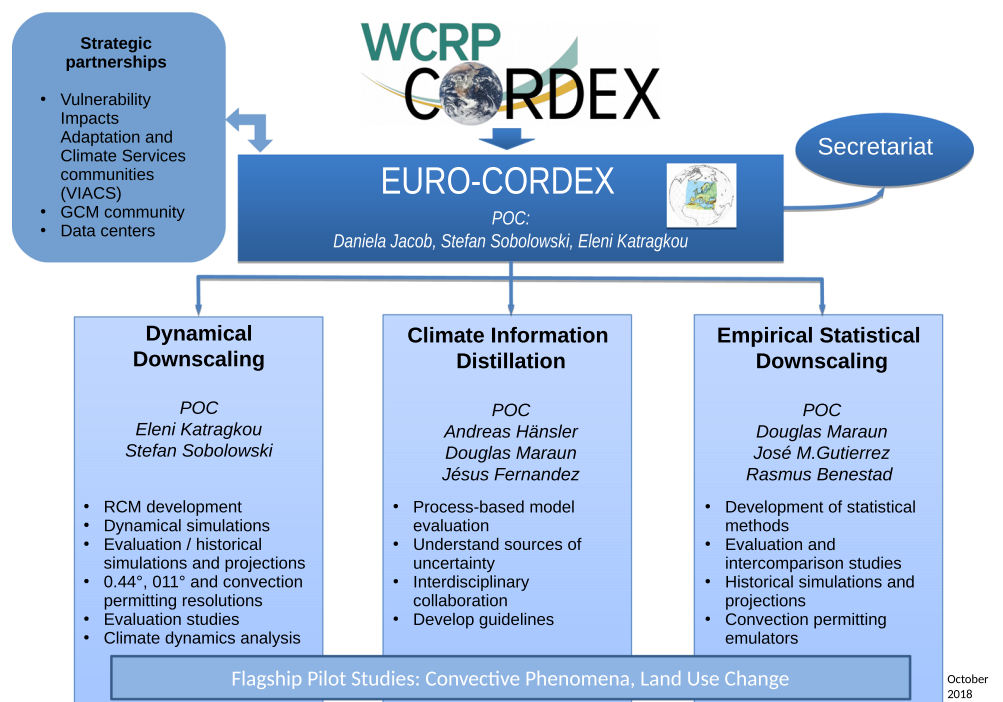 Strategic
partnerships
• Vulnerability
Impacts
Adaptation and
Climate Services
communities
(VIACS)
• GCM community
• Data centers
WCRP
CORDEX
Secretariat
EURO-CORDEX
POC:
Daniela Jacob, Stefan Sobolowski, Eleni Katragkou
Dynamical
Downscaling
POC
Eleni Katragkou
Stefan Sobolowski
• RCM development
• Dynamical simulations
• Evaluation / historical
simulations and projections
• 0.44°, 011° and convection
permitting resolutions
• Evaluation studies
• Climate dynamics analysis
Climate Information
Distillation
POC
Andreas Hänsler
Douglas Maraun
Jésus Fernandez
• Process-based model
evaluation
• Understand sources of
uncertainty
• Interdisciplinary
collaboration
• Develop guidelines
Empirical Statistical
Downscaling
POC
Douglas Maraun
José M.Gutierrez
Rasmus Benestad
• Development of statistical
methods
• Evaluation and
intercomparison studies
• Historical simulations and
projections
• Convection permitting
emulators
Flagship Pilot Studies: Convective Phenomena, Land Use Change
October
2018